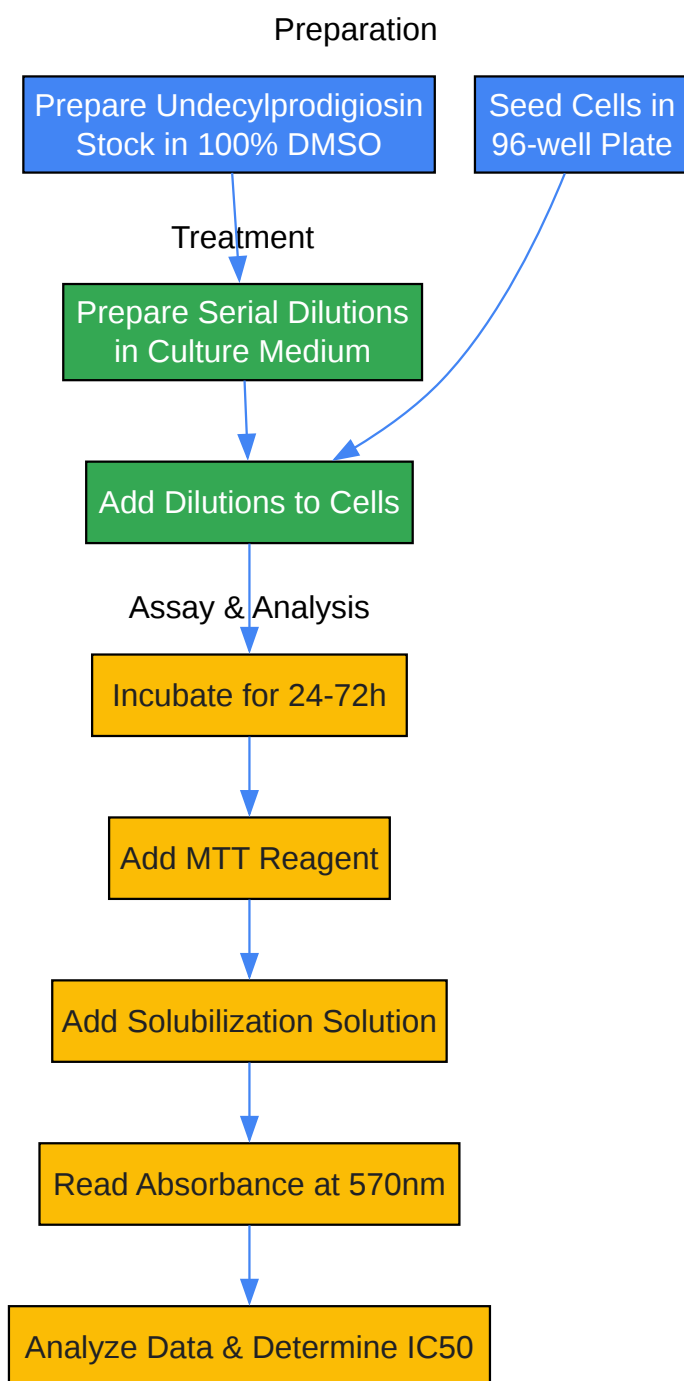 Preparation
Prepare Undecylprodigiosin
Stock in 100% DMSO
Seed Cells in
96-well Plate
Treatment
Prepare Serial Dilutions
in Culture Medium
Add Dilutions to Cells
Assay & Analysis
Incubate for 24-72h
Add MTT Reagent
Add Solubilization Solution
Read Absorbance at 570nm
Analyze Data & Determine IC50